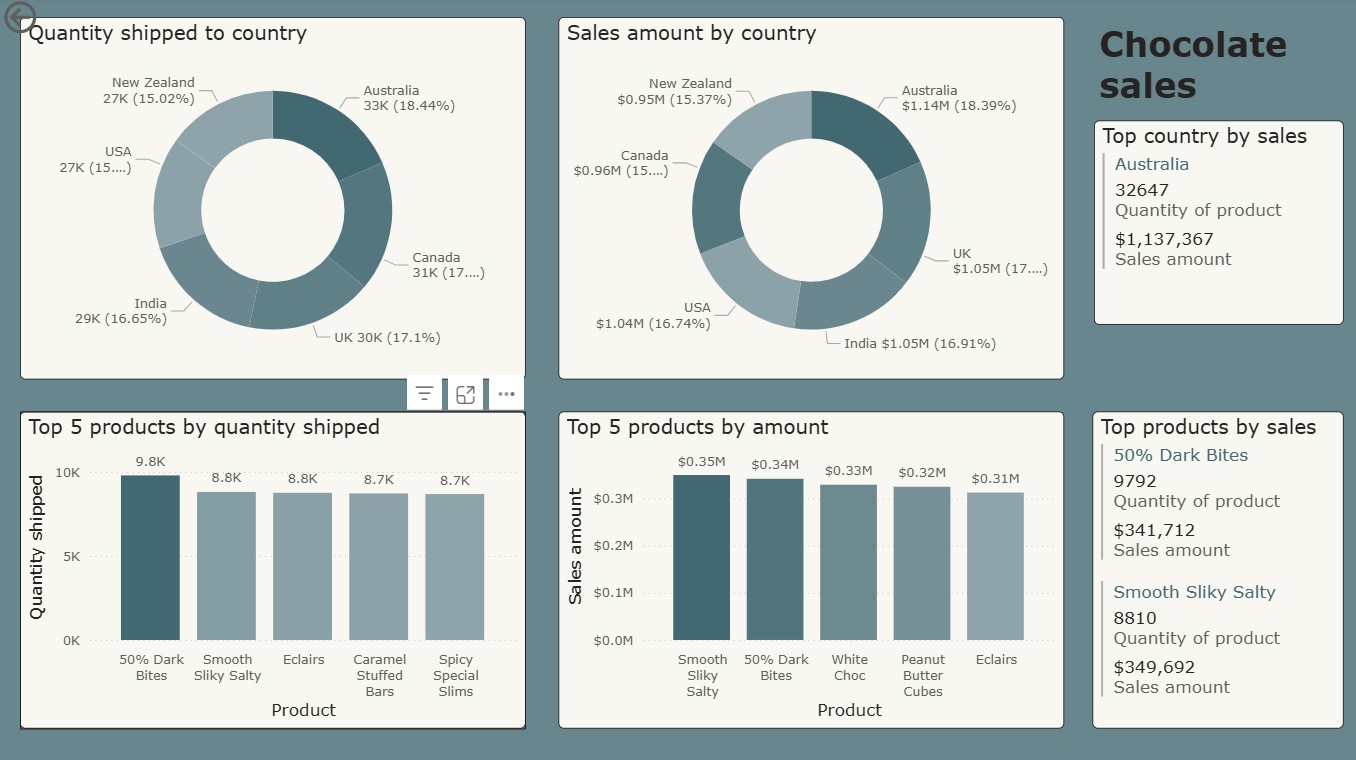 Quantity shipped to country
New Zealand
27K (15.02%)
Australia
33K (18.44%)
USA
27K (15....)
Canada
31K (17....)
India
29K (16.65%)
UK 30K (17.1%)
Sales amount by country
New Zealand
$0.95M (15.37%)
Australia
$1.14M (18.39%)
Canada
$0.96M (15....)
UK
$1.05M (17....)
USA
$1.04M (16.74%)
India $1.05M (16.91%)
Chocolate
sales
Top country by sales
Australia
32647
Quantity of product
$1,137,367
Sales amount
Top 5 products by quantity shipped
Quantity shipped
10K
5K
0K
9.8K
8.8K
8.8K
8.7K
8.7K
50% Dark
Bites
Smooth
Sliky Salty
Eclairs
Caramel
Stuffed
Bars
Spicy
Special
Slims
Product
Top 5 products by amount
Sales amount
$0.3M
$0.2M
$0.1M
$0.0M
$0.35M
$0.34M
$0.33M
$0.32M
$0.31M
Smooth
Sliky
Salty
50% Dark
Bites
White
Choc
Peanut
Butter
Cubes
Eclairs
Product
Top products by sales
50% Dark Bites
9792
Quantity of product
$341,712
Sales amount
Smooth Sliky Salty
8810
Quantity of product
$349,692
Sales amount